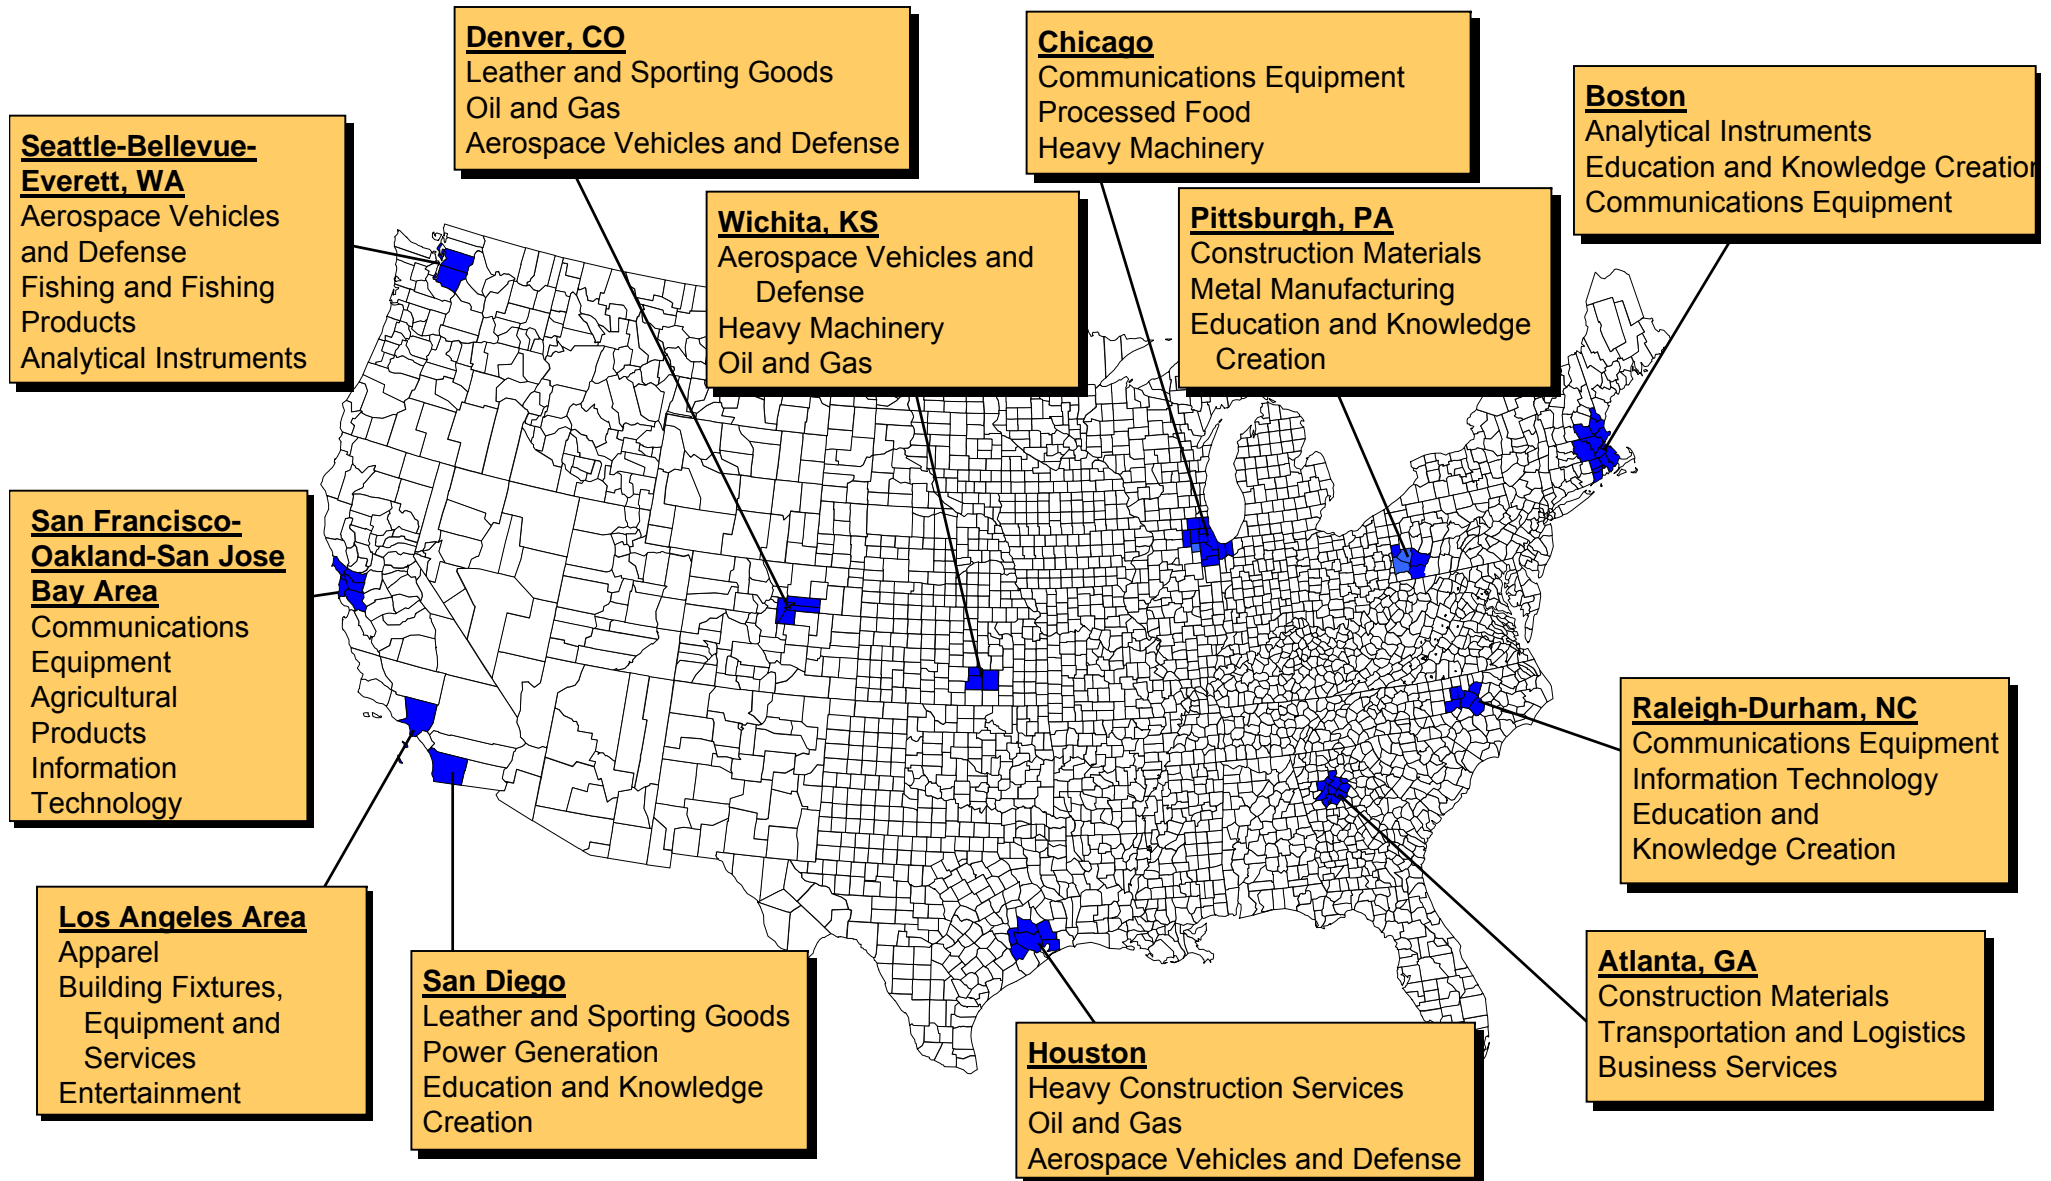 Denver, CO
Leather and Sporting Goods
Oil and Gas
Aerospace Vehicles and Defense
Chicago
Communications Equipment
Processed Food
Heavy Machinery
Boston
Analytical Instruments
Education and Knowledge Creation
Communications Equipment
Seattle-Bellevue-
Everett, WA
Aerospace Vehicles
and Defense
Fishing and Fishing
Products
Analytical Instruments
Wichita, KS
Aerospace Vehicles and
Defense
Heavy Machinery
Oil and Gas
Pittsburgh, PA
Construction Materials
Metal Manufacturing
Education and Knowledge
Creation
San Francisco-
Oakland-San Jose
Bay Area
Communications
Equipment
Agricultural
Products
Information
Technology
Raleigh-Durham, NC
Communications Equipment
Information Technology
Education and
Knowledge Creation
Los Angeles Area
Apparel
Building Fixtures,
Equipment and
Services
Entertainment
San Diego
Leather and Sporting Goods
Power Generation
Education and Knowledge
Creation
Houston
Heavy Construction Services
Oil and Gas
Aerospace Vehicles and Defense
Atlanta, GA
Construction Materials
Transportation and Logistics
Business Services